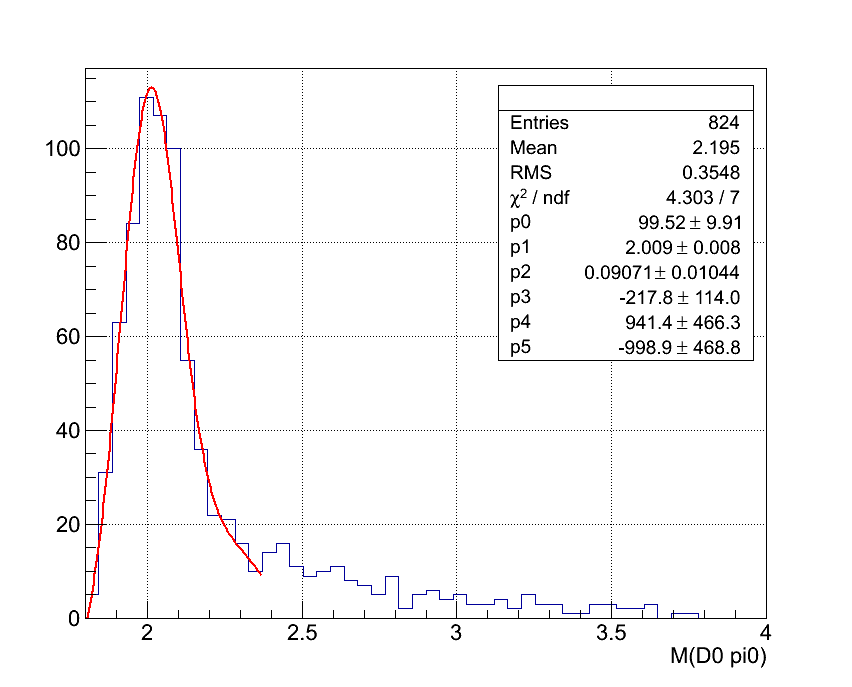 Entries 824
Mean 2.195
RMS 0.3548
χ² / ndf 4.303 / 7
p0 99.52 ± 9.91
p1 2.009 ± 0.008
p2 0.09071 ± 0.01044
p3 -217.8 ± 114.0
p4 941.4 ± 466.3
p5 -998.9 ± 468.8
100
80
60
40
20
0
2 2.5 3 3.5 4
M(D0 pi0)